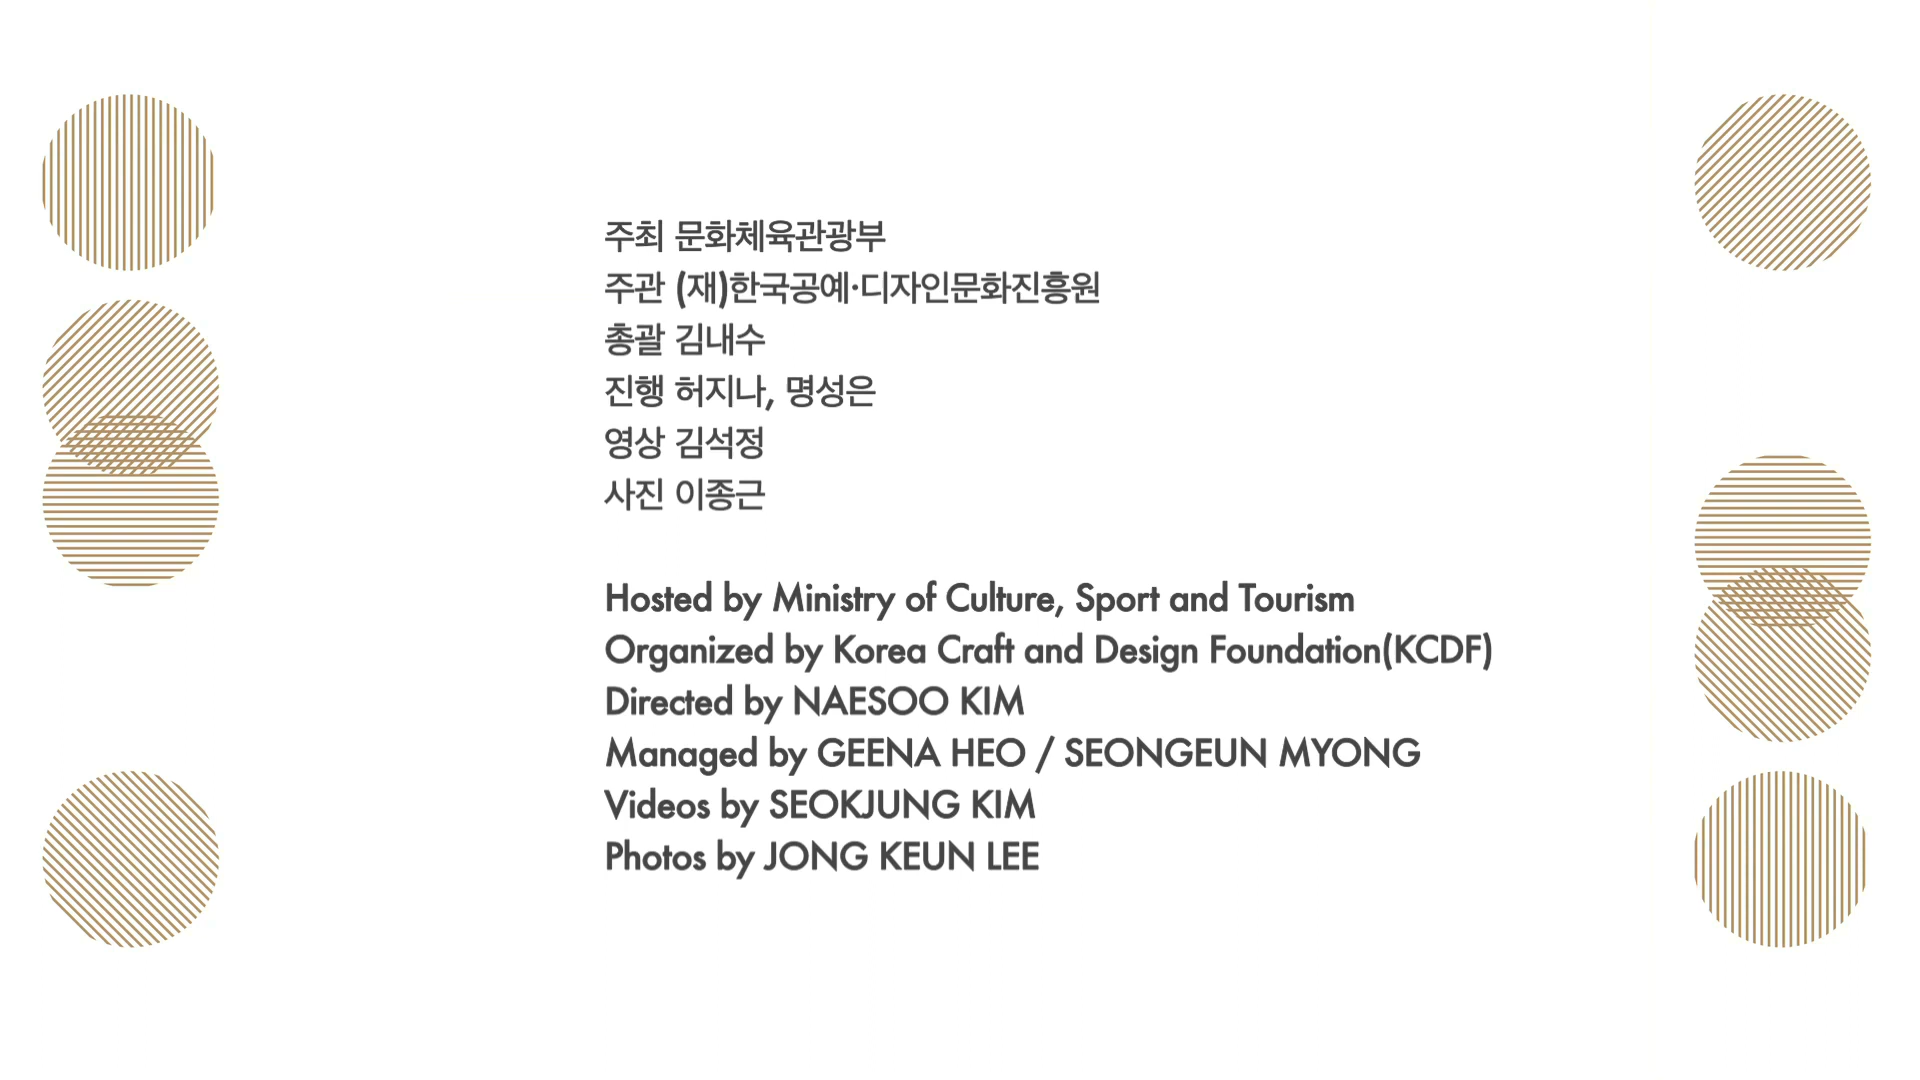 주최 문화체육관광부
주관 (재)한국공예·디자인문화진흥원
총괄 김내수
진행 허지나, 명성은
영상 김석정
사진 이종근
Hosted by Ministry of Culture, Sport and Tourism
Organized by Korea Craft and Design Foundation(KCDF)
Directed by NAESOO KIM
Managed by GEENA HEO / SEONGEUN MYONG
Videos by SEOKJUNG KIM
Photos by JONG KEUN LEE